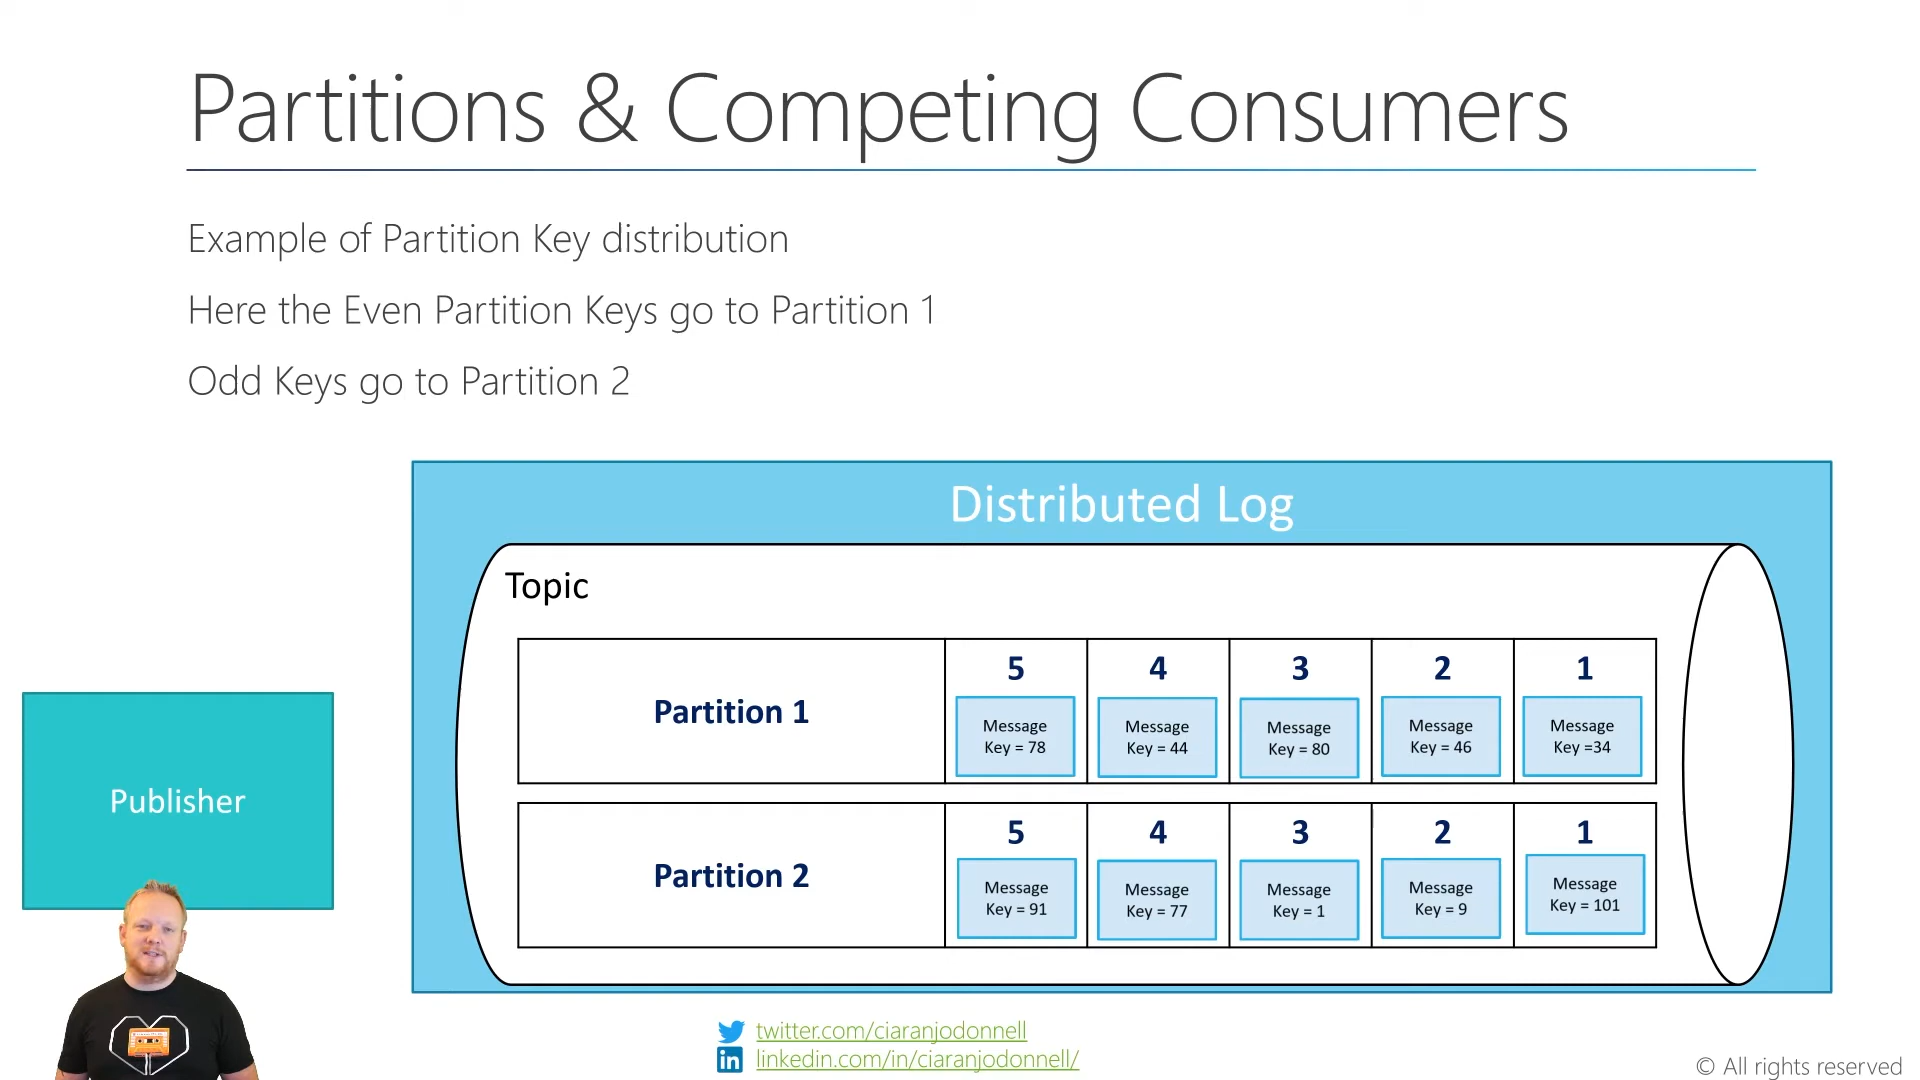 Partitions & Competing Consumers
Example of Partition Key distribution
Here the Even Partition Keys go to Partition 1
Odd Keys go to Partition 2
Distributed Log
Topic
Partition 1
5
4
3
2
1
Message
Key = 78
Message
Key = 44
Message
Key = 80
Message
Key = 46
Message
Key =34
Partition 2
5
4
3
2
1
Message
Key = 91
Message
Key = 77
Message
Key = 1
Message
Key = 9
Message
Key = 101
Publisher
twitter.com/ciaranjodonnell
in
linkedin.com/in/ciaranjodonnell/
© All rights reserved